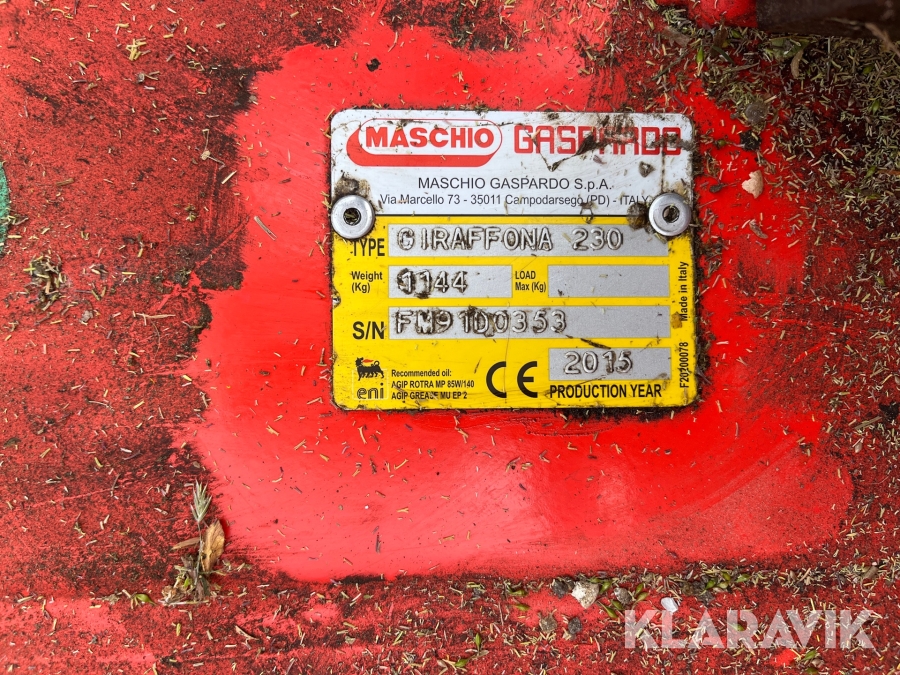 MASCHIO GASPARDO
MASCHIO GASPARDO S.p.A.
Via Marcello 73 - 35011 Campodarsego (PD) - ITALY
TYPE GIRAFFONA 230
Weight (Kg) 1144 LOAD Max (Kg)
S/N FM91D0353
2015
PRODUCTION YEAR
eni
Recommended oil:
AGIP ROTRA MP 85W/140
AGIP GREASE MU EP 2
CE
Made in Italy
F20200078
KLARAVIK